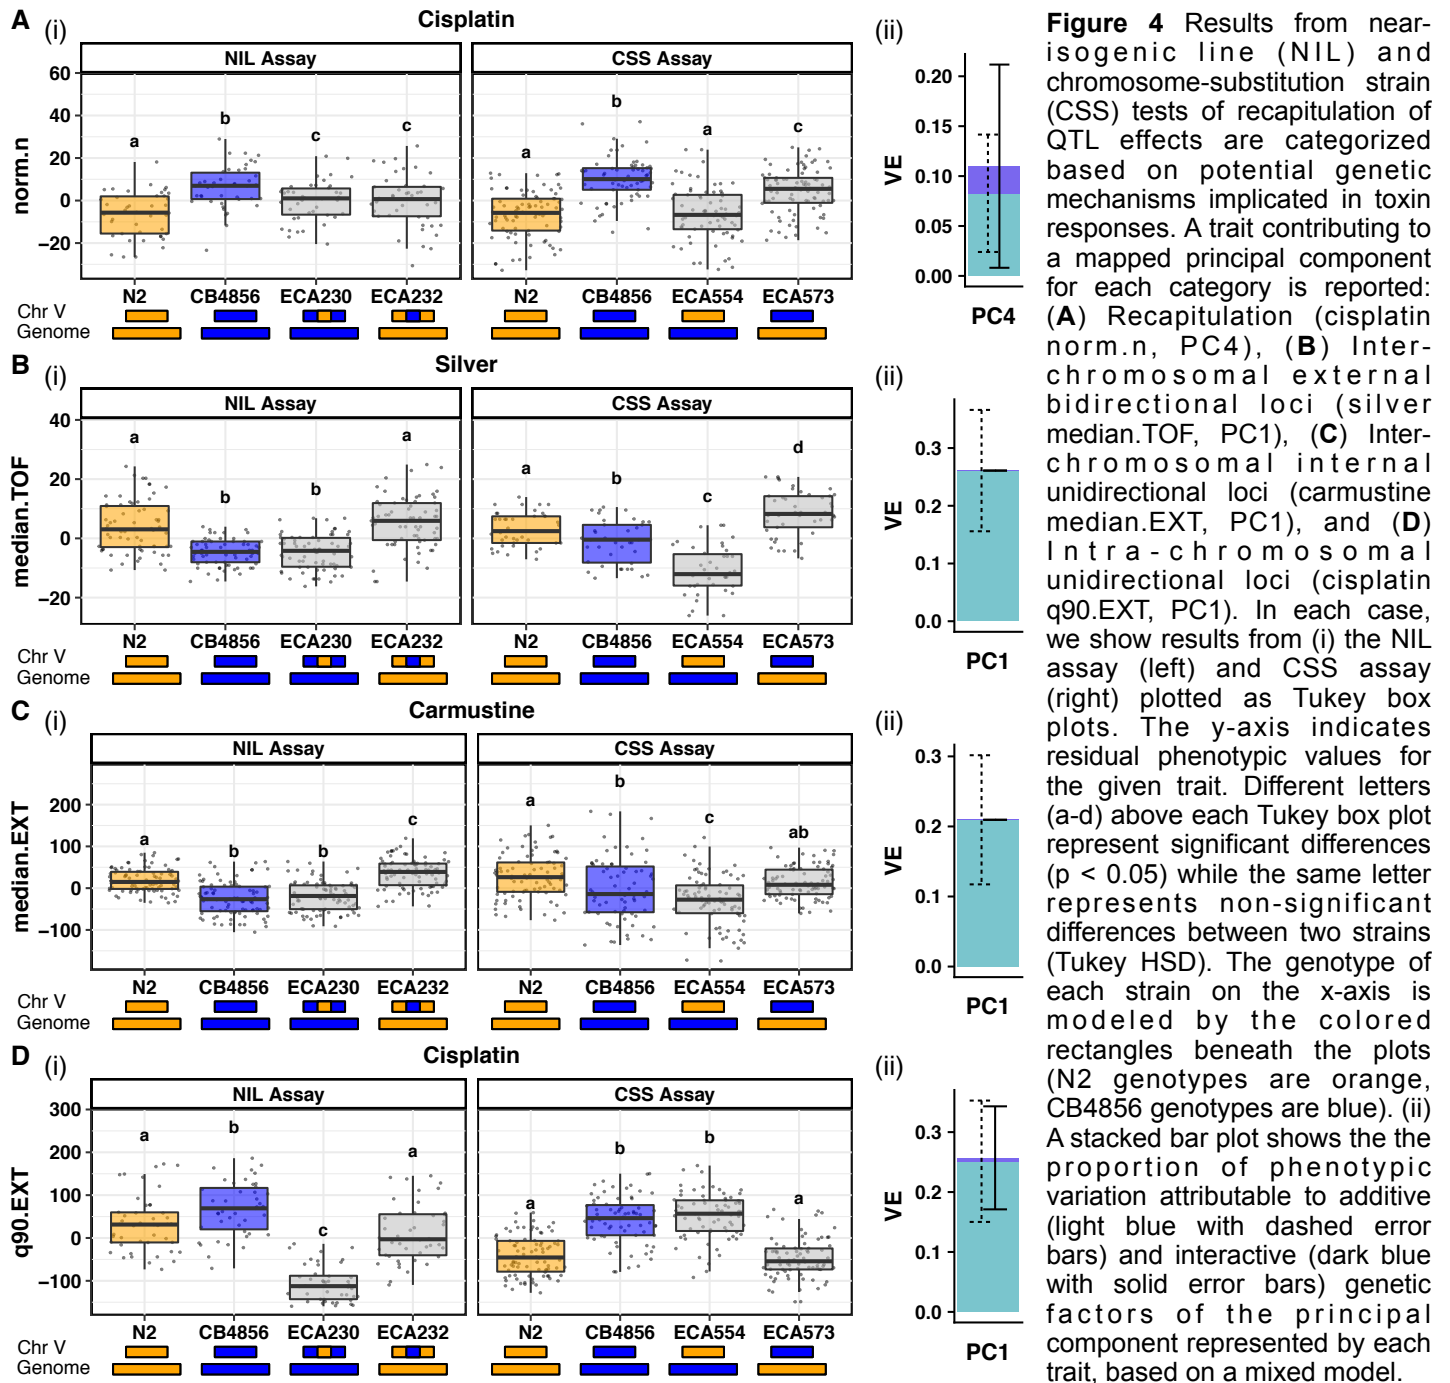 A (i) Cisplatin (ii)
NIL Assay CSS Assay
60
40
20
0
−20
norm.n
a b c c a b a c
N2 CB4856 ECA230 ECA232 N2 CB4856 ECA554 ECA573
Chr V
Genome
0.20
0.15
0.10
0.05
0.00
VE
PC4
B (i) Silver (ii)
NIL Assay CSS Assay
40
20
0
−20
median.TOF
a b b a a b c d
N2 CB4856 ECA230 ECA232 N2 CB4856 ECA554 ECA573
Chr V
Genome
0.3
0.2
0.1
0.0
VE
PC1
C (i) Carmustine (ii)
NIL Assay CSS Assay
200
100
0
−100
median.EXT
a b b c a b c ab
N2 CB4856 ECA230 ECA232 N2 CB4856 ECA554 ECA573
Chr V
Genome
0.3
0.2
0.1
0.0
VE
PC1
D (i) Cisplatin (ii)
NIL Assay CSS Assay
300
200
100
0
−100
q90.EXT
a b c a a b b a
N2 CB4856 ECA230 ECA232 N2 CB4856 ECA554 ECA573
Chr V
Genome
0.3
0.2
0.1
0.0
VE
PC1
Figure 4 Results from near-
isogenic line (NIL) and
chromosome-substitution strain
(CSS) tests of recapitulation of
QTL effects are categorized
based on potential genetic
mechanisms implicated in toxin
responses. A trait contributing to
a mapped principal component
for each category is reported:
(A) Recapitulation (cisplatin
norm.n, PC4), (B) Inter-
chromosomal external
bidirectional loci (silver
median.TOF, PC1), (C) Inter-
chromosomal internal
unidirectional loci (carmustine
median.EXT, PC1), and (D)
Intra-chromosomal
unidirectional loci (cisplatin
q90.EXT, PC1). In each case,
we show results from (i) the NIL
assay (left) and CSS assay
(right) plotted as Tukey box
plots. The y-axis indicates
residual phenotypic values for
the given trait. Different letters
(a-d) above each Tukey box plot
represent significant differences
(p < 0.05) while the same letter
represents non-significant
differences between two strains
(Tukey HSD). The genotype of
each strain on the x-axis is
modeled by the colored
rectangles beneath the plots
(N2 genotypes are orange,
CB4856 genotypes are blue). (ii)
A stacked bar plot shows the the
proportion of phenotypic
variation attributable to additive
(light blue with dashed error
bars) and interactive (dark blue
with solid error bars) genetic
factors of the principal
component represented by each
trait, based on a mixed model.